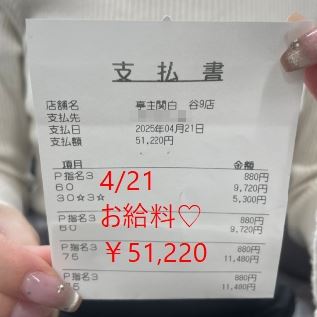 支払書
店舗名 亭主関白 谷9店
支払先
支払日 2025年04月21日
支払額 51,220円
項目 金額
P指名3 880円
60 9,720円
30☆3☆ 5,300円
P指名3 880円
60 9,720円
P指名3 880円
75 11,480円
P指名3 880円
75 11,480円
4/21
お給料♡
￥51,220